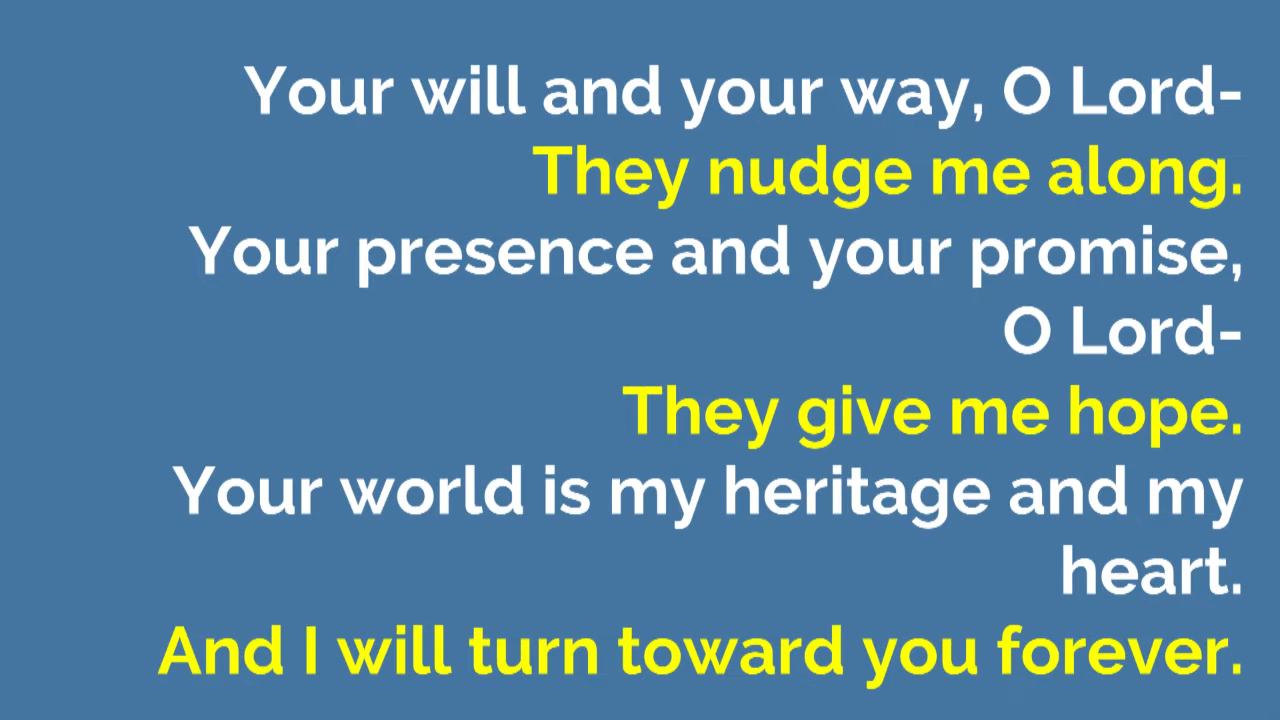 Your will and your way, O Lord-
They nudge me along.
Your presence and your promise,
O Lord-
They give me hope.
Your world is my heritage and my
heart.
And I will turn toward you forever.